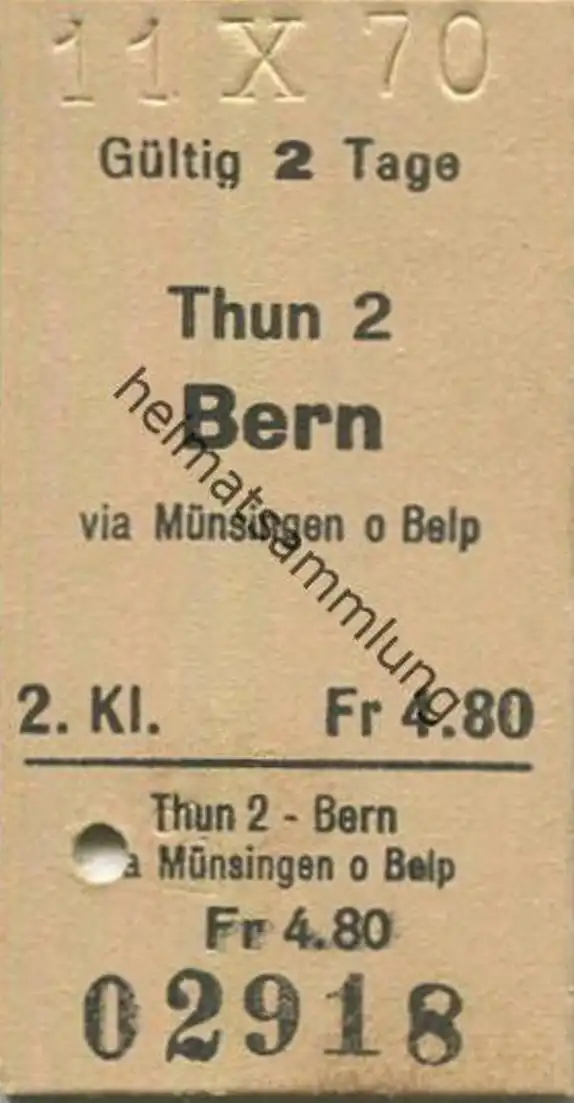 11 X 70
Gültig 2 Tage
Thun 2
Bern
via Münsingen o Belp
heimatsammlung
2. Kl. Fr 4.80
Thun 2 - Bern
a Münsingen o Belp
Fr 4.80
02918